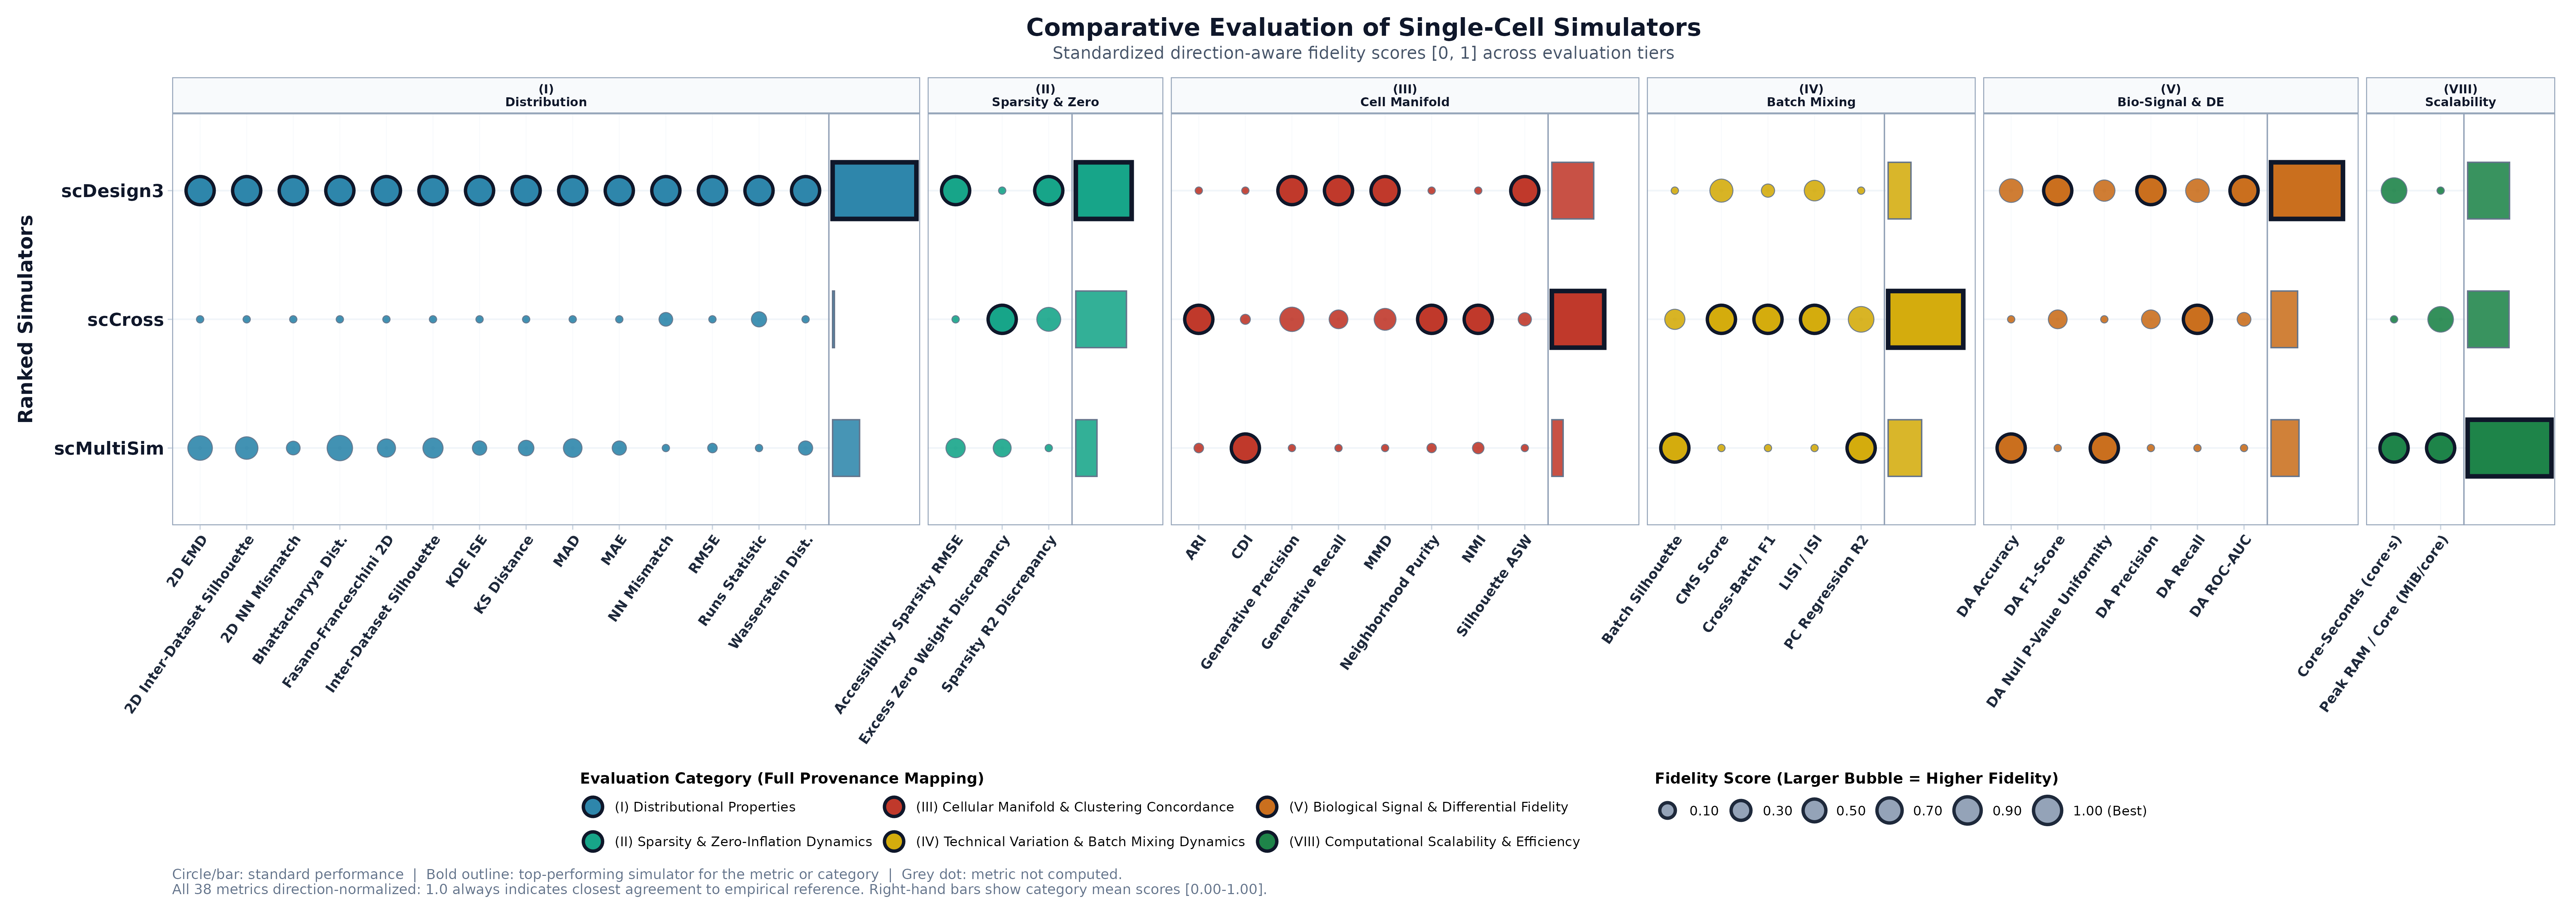 Comparative Evaluation of Single-Cell Simulators
Standardized direction-aware fidelity scores [0, 1] across evaluation tiers
(I)
Distribution
(II)
Sparsity & Zero
(III)
Cell Manifold
(IV)
Batch Mixing
(V)
Bio-Signal & DE
(VIII)
Scalability
Ranked Simulators
scDesign3
scCross
scMultiSim
2D EMD
2D Inter-Dataset Silhouette
2D NN Mismatch
Bhattacharyya Dist.
Fasano-Franceschini 2D
Inter-Dataset Silhouette
KDE ISE
KS Distance
MAD
MAE
NN Mismatch
RMSE
Runs Statistic
Wasserstein Dist.
Accessibility Sparsity RMSE
Excess Zero Weight Discrepancy
Sparsity R2 Discrepancy
ARI
CDI
Generative Precision
Generative Recall
MMD
Neighborhood Purity
NMI
Silhouette ASW
Batch Silhouette
CMS Score
Cross-Batch F1
LISI / ISI
PC Regression R2
DA Accuracy
DA F1-Score
DA Null P-Value Uniformity
DA Precision
DA Recall
DA ROC-AUC
Core-Seconds (core·s)
Peak RAM / Core (MiB/core)
Evaluation Category (Full Provenance Mapping)
(I) Distributional Properties
(III) Cellular Manifold & Clustering Concordance
(V) Biological Signal & Differential Fidelity
(II) Sparsity & Zero-Inflation Dynamics
(IV) Technical Variation & Batch Mixing Dynamics
(VIII) Computational Scalability & Efficiency
Fidelity Score (Larger Bubble = Higher Fidelity)
0.10 0.30 0.50 0.70 0.90 1.00 (Best)
Circle/bar: standard performance | Bold outline: top-performing simulator for the metric or category | Grey dot: metric not computed.
All 38 metrics direction-normalized: 1.0 always indicates closest agreement to empirical reference. Right-hand bars show category mean scores [0.00-1.00].